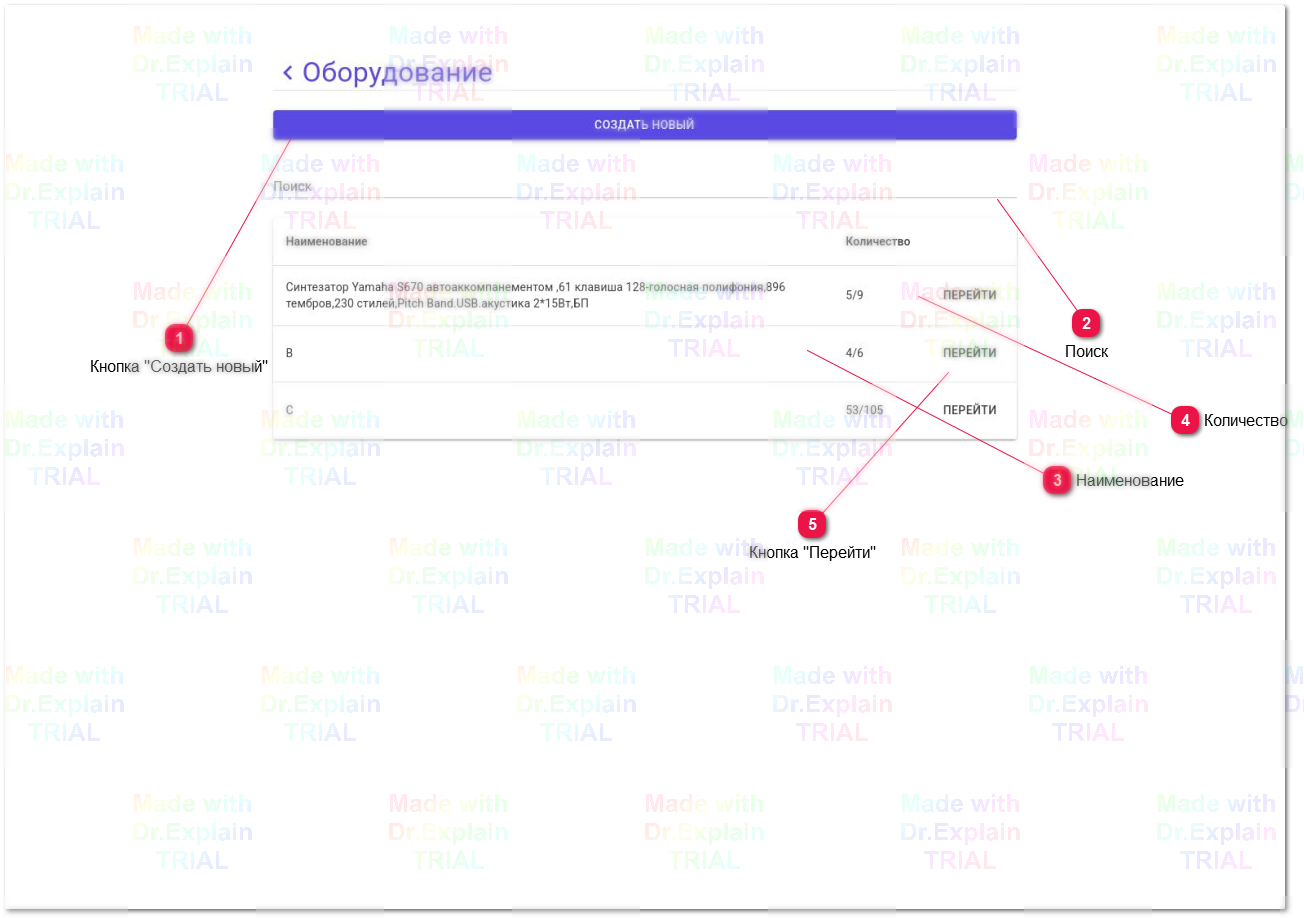 Оборудование
СОЗДАТЬ НОВЫЙ
Поиск
Наименование Количество
Синтезатор Yamaha S670 автоаккомпанементом ,61 клавиша 128-голосная полифония,896
тембров,230 стилей,Pitch Band.USB.акустика 2*15Вт,БП
5/9 ПЕРЕЙТИ
B 4/6 ПЕРЕЙТИ
C 53/105 ПЕРЕЙТИ
1
Кнопка "Создать новый"
2
Поиск
4 Количество
3 Наименование
5
Кнопка "Перейти"
Made with
Dr.Explain
TRIAL